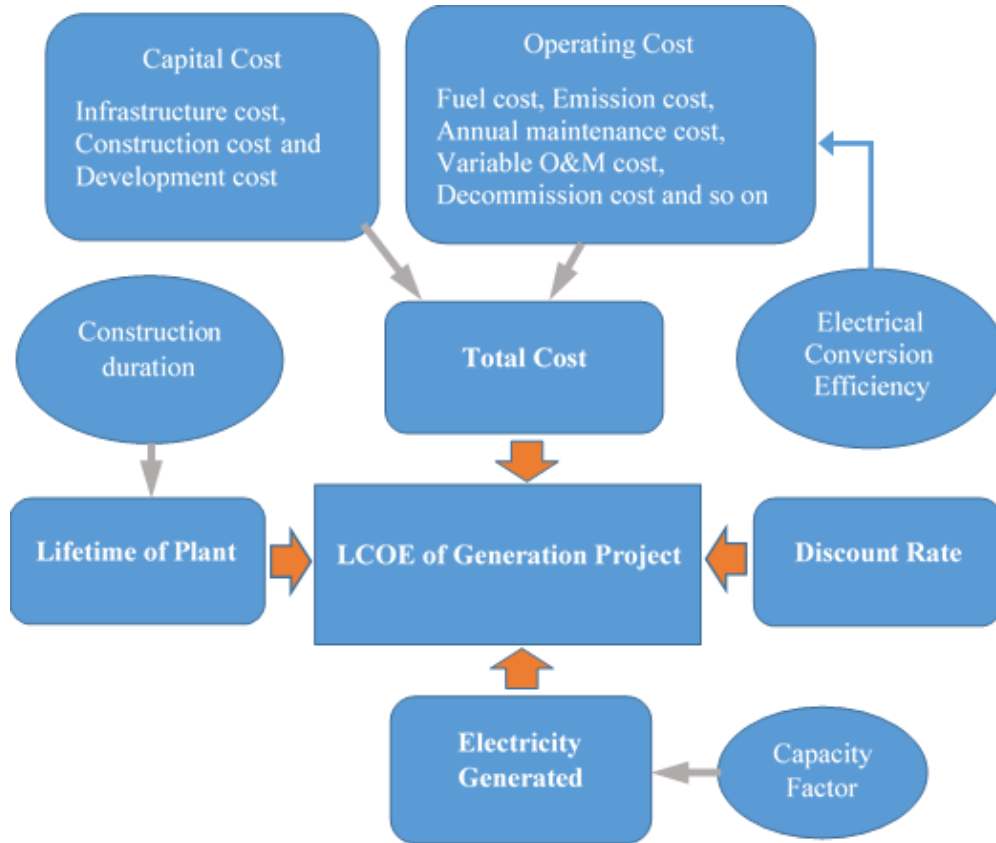 Capital Cost
Infrastructure cost,
Construction cost and
Development cost
Operating Cost
Fuel cost, Emission cost,
Annual maintenance cost,
Variable O&M cost,
Decommission cost and so on
Construction
duration
Total Cost
Electrical
Conversion
Efficiency
Lifetime of Plant
LCOE of Generation Project
Discount Rate
Electricity
Generated
Capacity
Factor